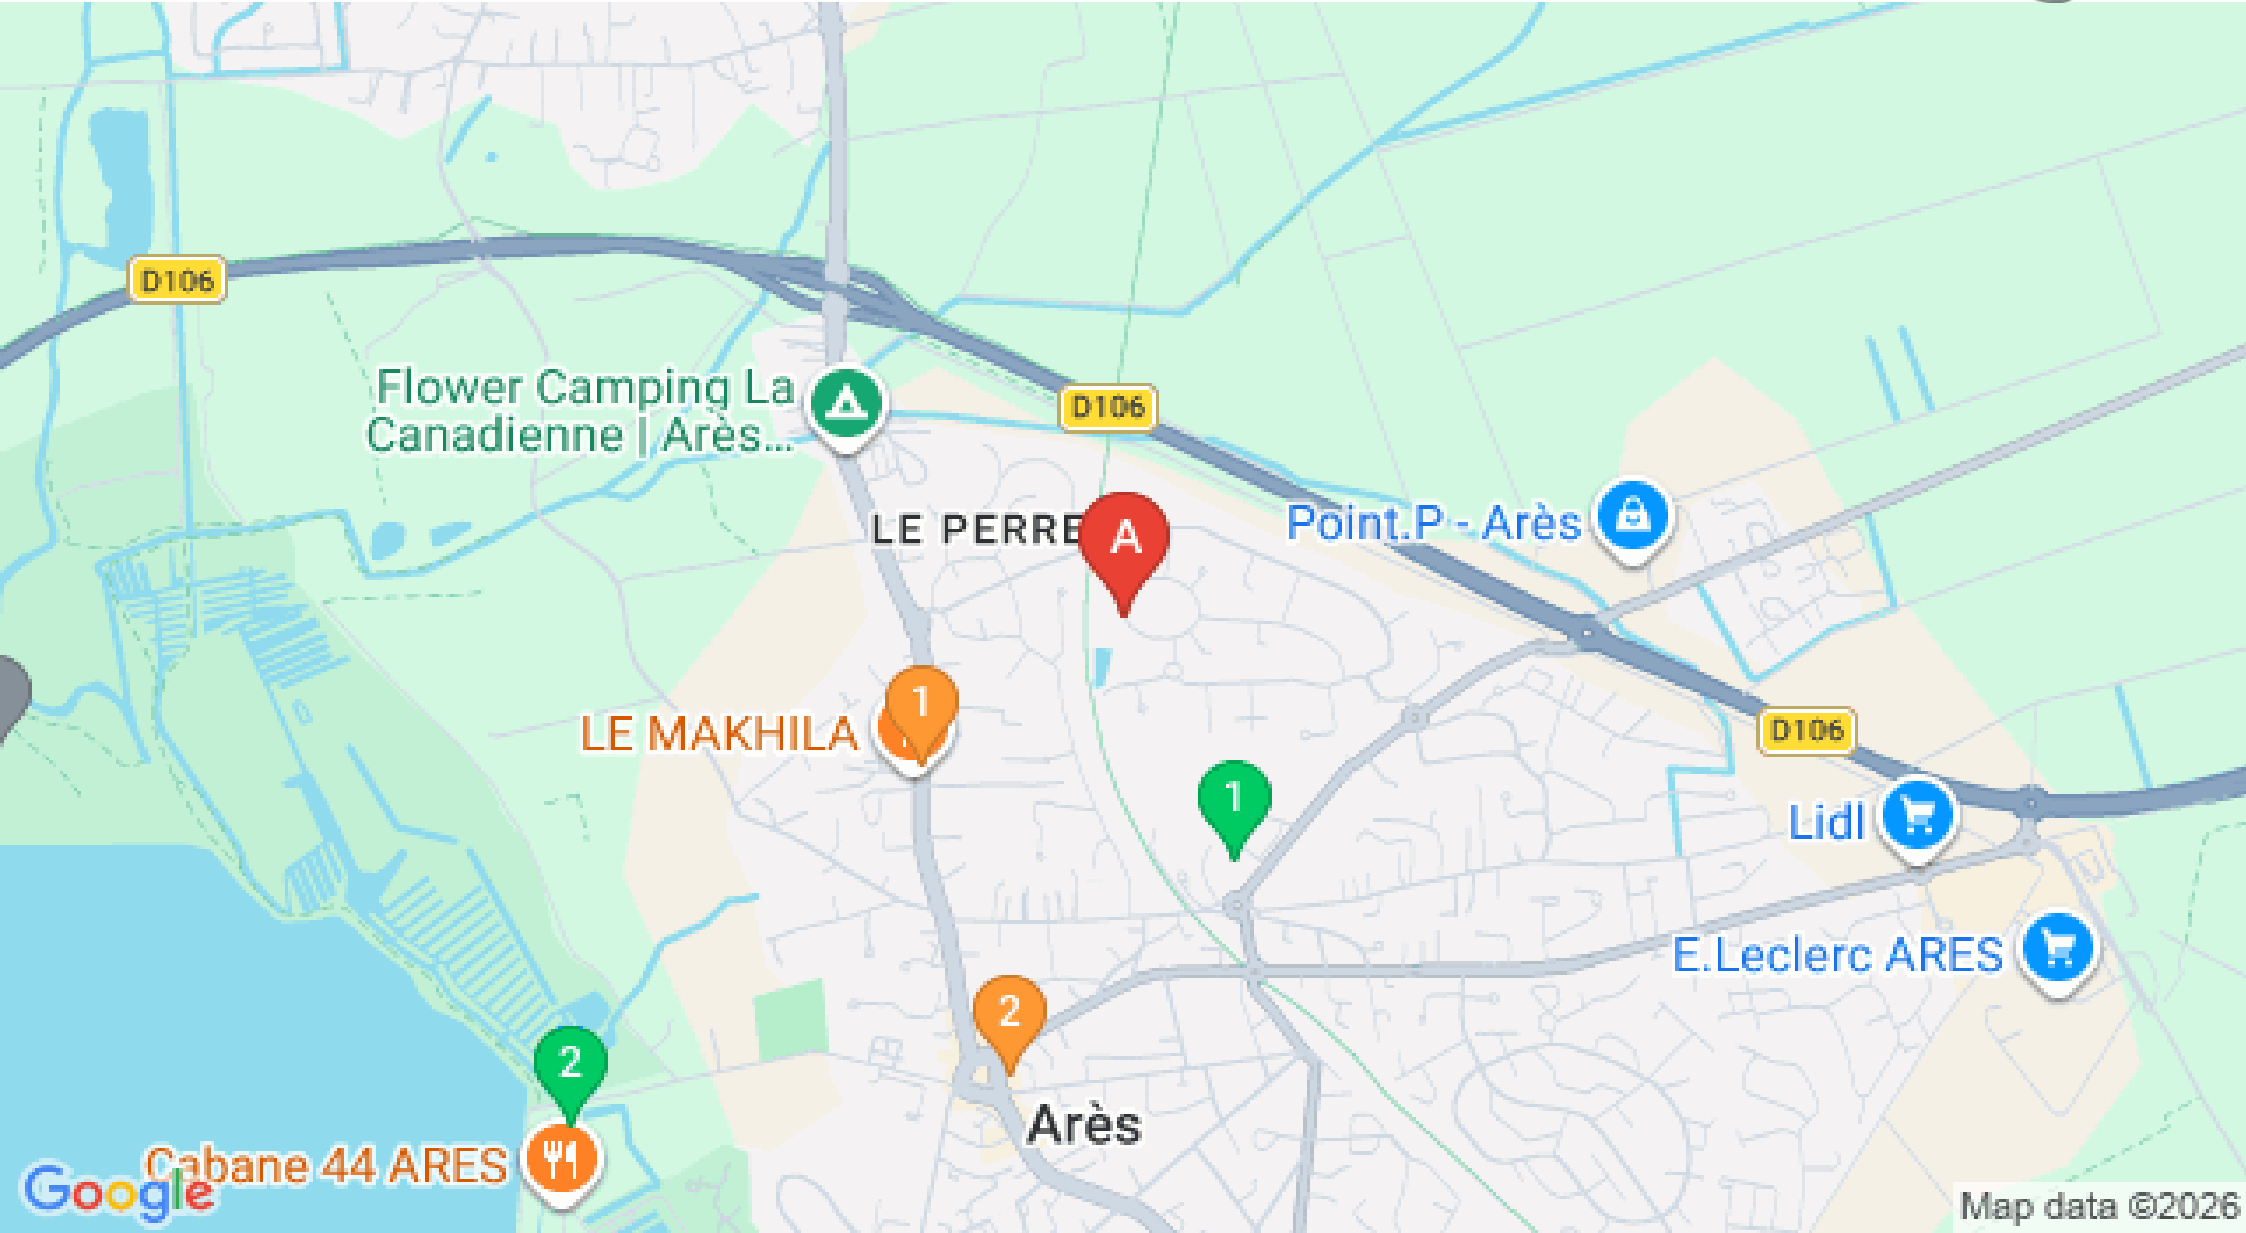 D106
Flower Camping La
Canadienne | Arès...
D106
LE PERRE
A
Point.P - Arès
1
LE MAKHILA
D106
1
Lidl
E.Leclerc ARES
2
2
Arès
Cabane 44 ARES
Google
Map data ©2026